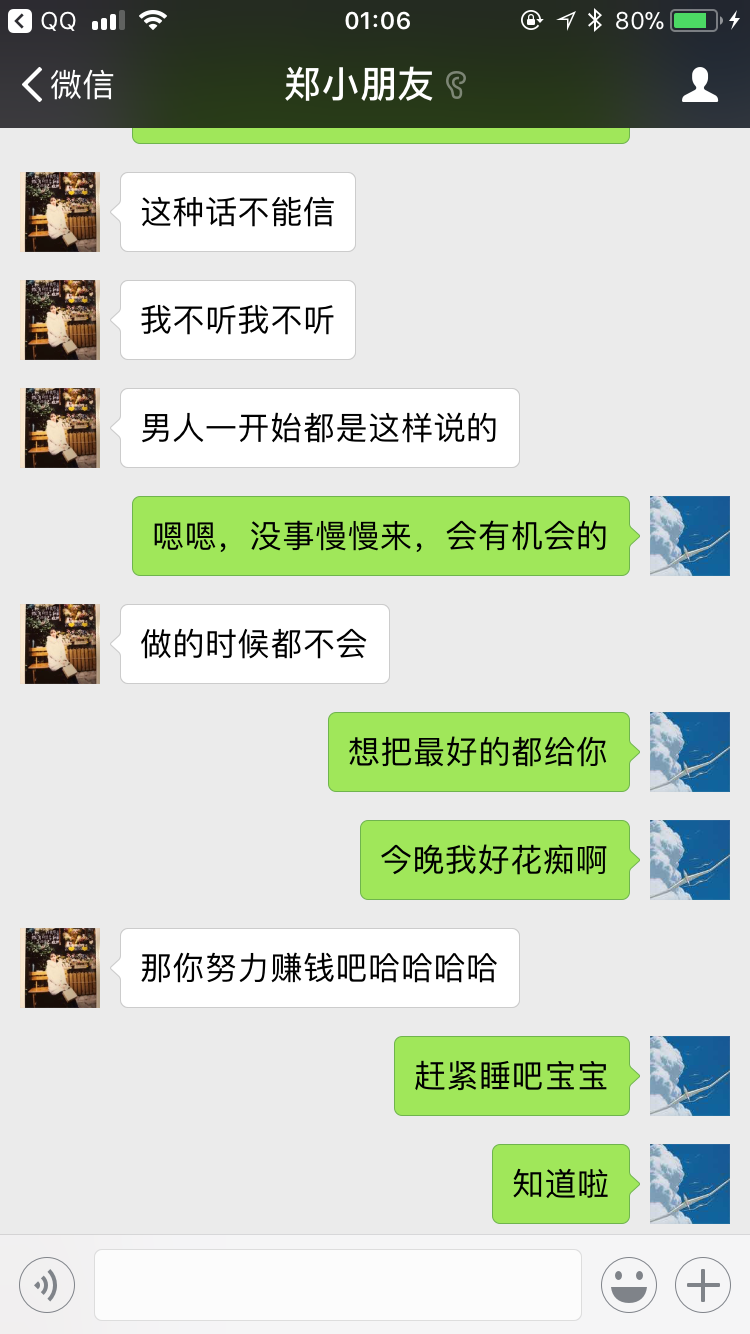 QQ 01:06 80%
微信 郑小朋友
这种话不能信
我不听我不听
男人一开始都是这样说的
嗯嗯，没事慢慢来，会有机会的
做的时候都不会
想把最好的都给你
今晚我好花痴啊
那你努力赚钱吧哈哈哈哈
赶紧睡吧宝宝
知道啦